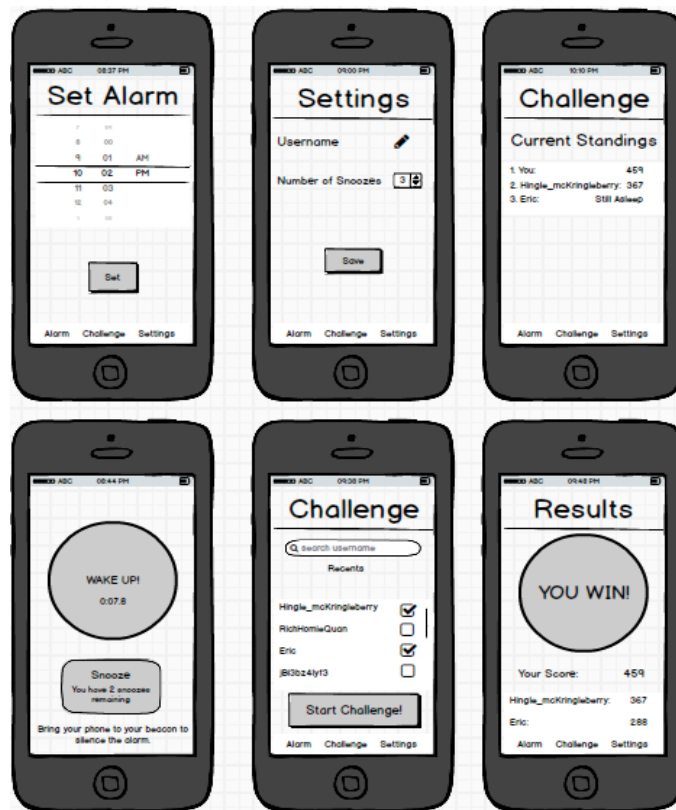 ABC 08:37 PM
Set Alarm
8 00
9 01 AM
10 02 PM
11 03
12 04
Set
Alarm Challenge Settings
ABC 09:00 PM
Settings
Username
Number of Snoozes 3
Save
Alarm Challenge Settings
ABC 10:10 PM
Challenge
Current Standings
1. You: 459
2. Hingle_mcKringleberry: 367
3. Eric: Still Asleep
Alarm Challenge Settings
ABC 08:44 PM
WAKE UP!
0:07.8
Snooze
You have 2 snoozes
remaining
Bring your phone to your beacon to
silence the alarm.
ABC 09:38 PM
Challenge
search username
Recents
Hingle_mcKringleberry
RichHomieQuan
Eric
jBi3bz4lyf3
Start Challenge!
Alarm Challenge Settings
ABC 09:48 PM
Results
YOU WIN!
Your Score: 459
Hingle_mcKringleberry: 367
Eric: 288
Alarm Challenge Settings